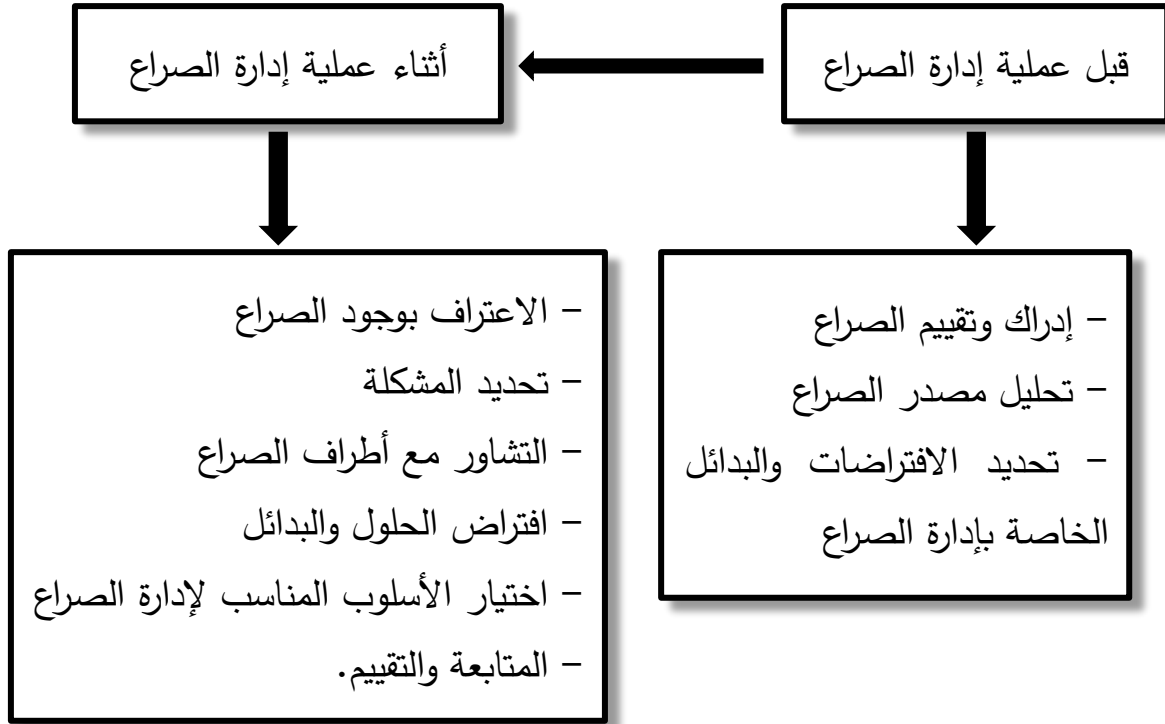 قبل عملية إدارة الصراع
أثناء عملية إدارة الصراع
- إدراك وتقييم الصراع
- تحليل مصدر الصراع
- تحديد الافتراضات والبدائل
الخاصة بإدارة الصراع
- الاعتراف بوجود الصراع
- تحديد المشكلة
- التشاور مع أطراف الصراع
- افتراض الحلول والبدائل
- اختيار الأسلوب المناسب لإدارة الصراع
- المتابعة والتقييم.